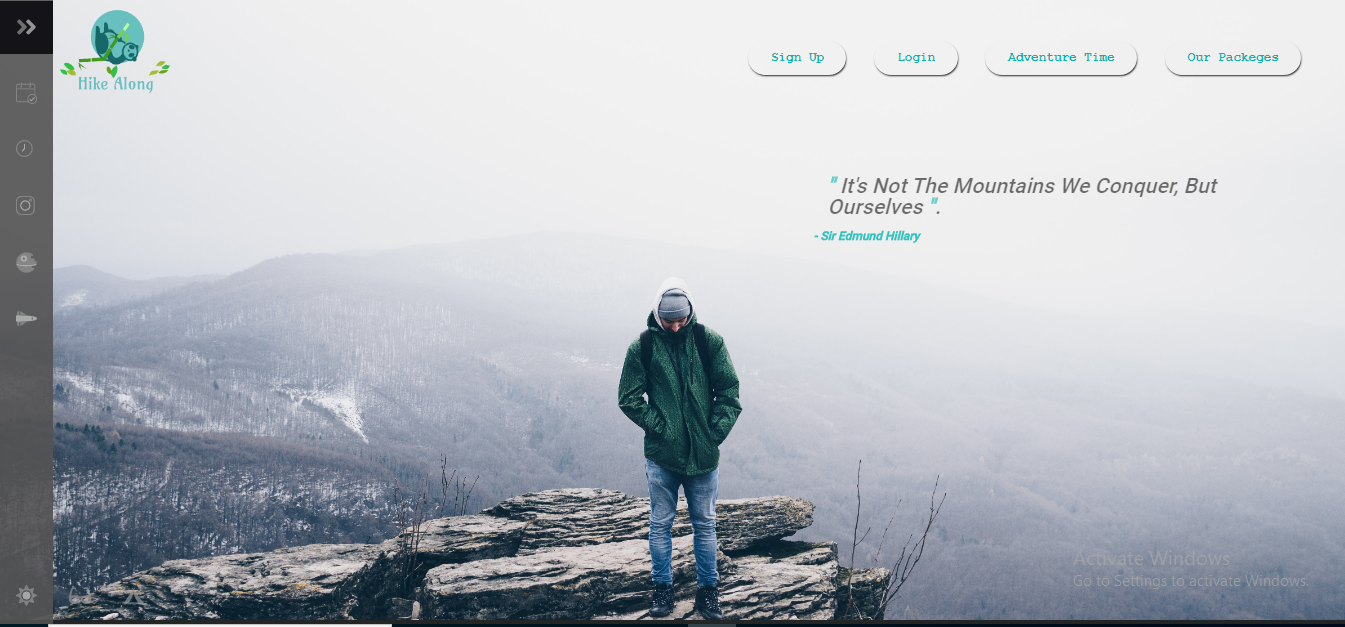 Hike Along
Sign Up
Login
Adventure Time
Our Packeges
" It's Not The Mountains We Conquer, But
Ourselves ".
- Sir Edmund Hillary
Activate Windows
Go to Settings to activate Windows.